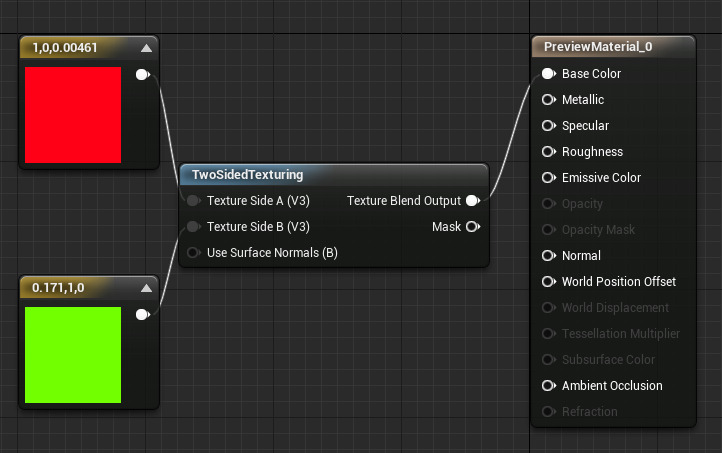 1,0,0.00461
0.171,1,0
TwoSidedTexturing
Texture Side A (V3) Texture Blend Output
Texture Side B (V3) Mask
Use Surface Normals (B)
PreviewMaterial_0
Base Color
Metallic
Specular
Roughness
Emissive Color
Opacity
Opacity Mask
Normal
World Position Offset
World Displacement
Tessellation Multiplier
Subsurface Color
Ambient Occlusion
Refraction